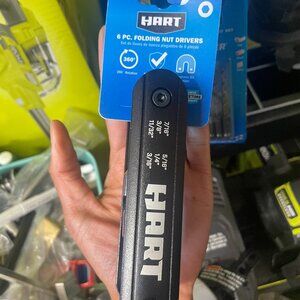 HART
6 PC. FOLDING NUT DRIVERS
360°
7/16"
3/8"
11/32"
5/16"
1/4"
3/16"
HART